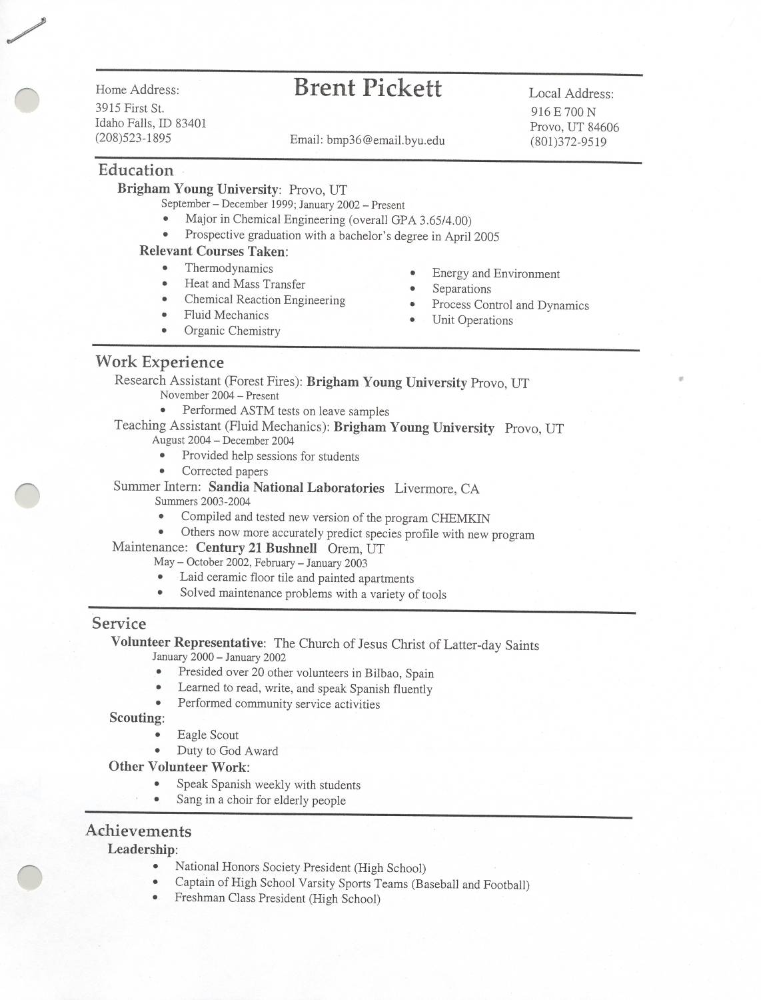 Brent Pickett
Home Address:
3915 First St.
Idaho Falls, ID 83401
(208)523-1895
Email: bmp36@email.byu.edu
Local Address:
916 E 700 N
Provo, UT 84606
(801)372-9519
Education
Brigham Young University: Provo, UT
September – December 1999; January 2002 – Present
• Major in Chemical Engineering (overall GPA 3.65/4.00)
• Prospective graduation with a bachelor's degree in April 2005
Relevant Courses Taken:
• Thermodynamics
• Heat and Mass Transfer
• Chemical Reaction Engineering
• Fluid Mechanics
• Organic Chemistry
• Energy and Environment
• Separations
• Process Control and Dynamics
• Unit Operations
Work Experience
Research Assistant (Forest Fires): Brigham Young University Provo, UT
November 2004 – Present
• Performed ASTM tests on leave samples
Teaching Assistant (Fluid Mechanics): Brigham Young University Provo, UT
August 2004 – December 2004
• Provided help sessions for students
• Corrected papers
Summer Intern: Sandia National Laboratories Livermore, CA
Summers 2003-2004
• Compiled and tested new version of the program CHEMKIN
• Others now more accurately predict species profile with new program
Maintenance: Century 21 Bushnell Orem, UT
May – October 2002, February – January 2003
• Laid ceramic floor tile and painted apartments
• Solved maintenance problems with a variety of tools
Service
Volunteer Representative: The Church of Jesus Christ of Latter-day Saints
January 2000 – January 2002
• Presided over 20 other volunteers in Bilbao, Spain
• Learned to read, write, and speak Spanish fluently
• Performed community service activities
Scouting:
• Eagle Scout
• Duty to God Award
Other Volunteer Work:
• Speak Spanish weekly with students
• Sang in a choir for elderly people
Achievements
Leadership:
• National Honors Society President (High School)
• Captain of High School Varsity Sports Teams (Baseball and Football)
• Freshman Class President (High School)